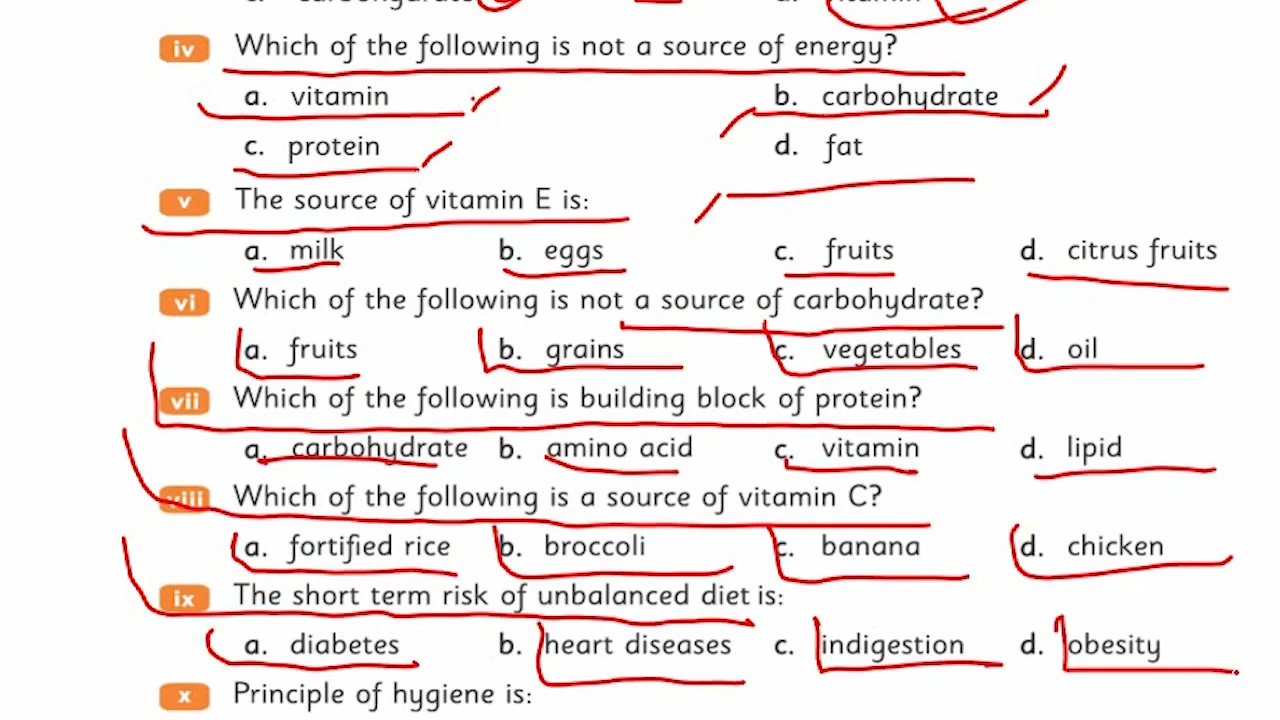 iv Which of the following is not a source of energy?
a. vitamin b. carbohydrate
c. protein d. fat
v The source of vitamin E is:
a. milk b. eggs c. fruits d. citrus fruits
vi Which of the following is not a source of carbohydrate?
a. fruits b. grains c. vegetables d. oil
vii Which of the following is building block of protein?
a. carbohydrate b. amino acid c. vitamin d. lipid
viii Which of the following is a source of vitamin C?
a. fortified rice b. broccoli c. banana d. chicken
ix The short term risk of unbalanced diet is:
a. diabetes b. heart diseases c. indigestion d. obesity
x Principle of hygiene is: